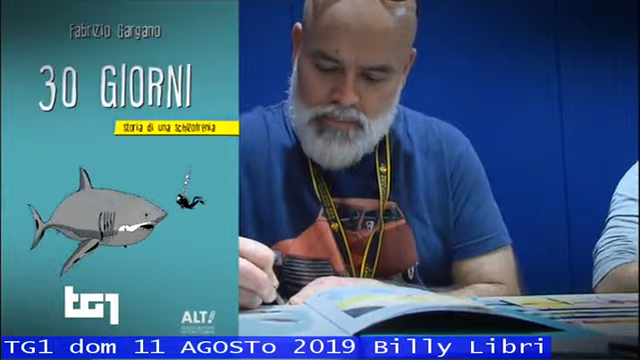 Fabrizio Gargano
30 GIORNI
storia di una schizofrenia
TG1
ALT!
TG1 dom 11 AGOSTo 2019 Billy Libri